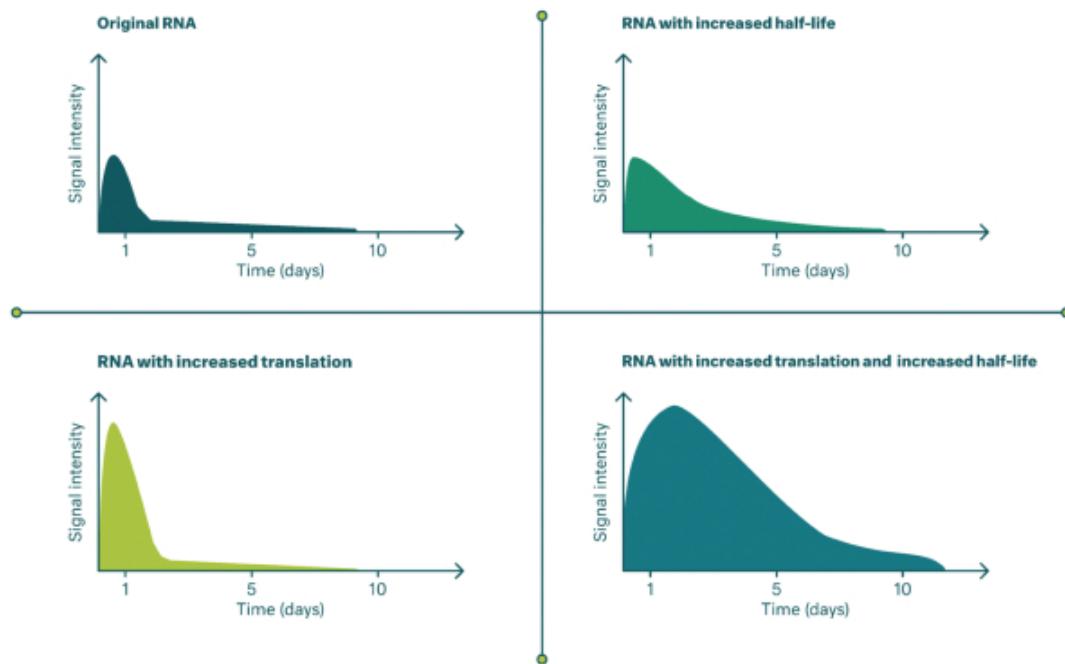 Original RNA
Signal intensity
1 5 10
Time (days)
RNA with increased half-life
Signal intensity
1 5 10
Time (days)
RNA with increased translation
Signal intensity
1 5 10
Time (days)
RNA with increased translation and increased half-life
Signal intensity
1 5 10
Time (days)